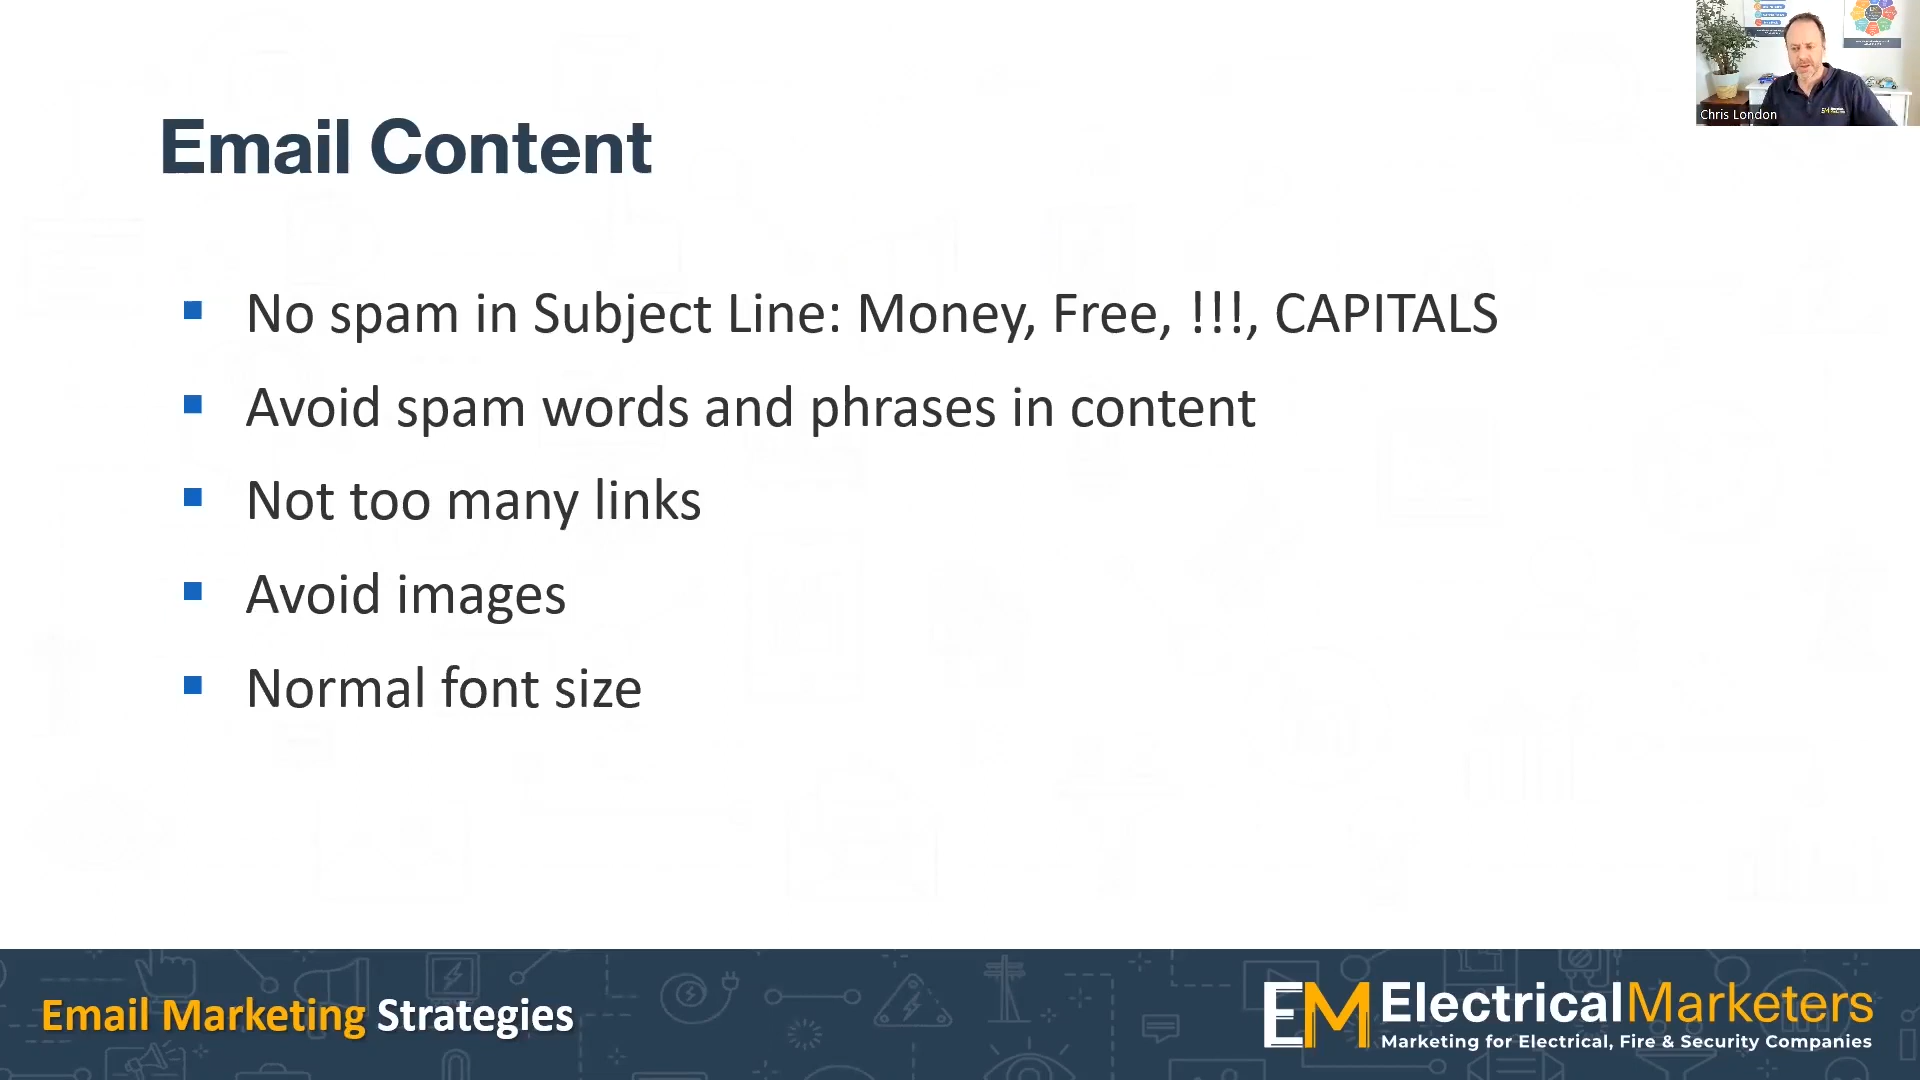 Chris London
Email Content
No spam in Subject Line: Money, Free, !!!, CAPITALS
Avoid spam words and phrases in content
Not too many links
Avoid images
Normal font size
Email Marketing Strategies
EM ElectricalMarketers
Marketing for Electrical, Fire & Security Companies